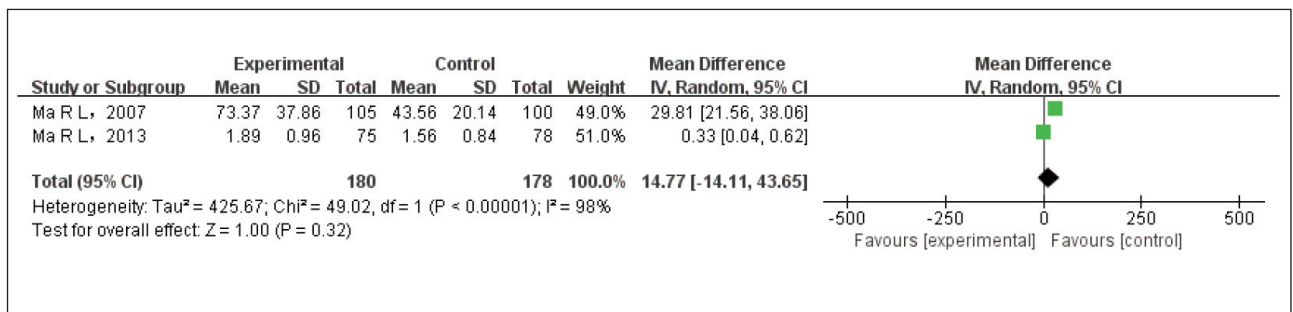 Experimental Control Mean Difference Mean Difference
Study or Subgroup Mean SD Total Mean SD Total Weight IV, Random, 95% CI IV, Random, 95% CI
Ma R L，2007 73.37 37.86 105 43.56 20.14 100 49.0% 29.81 [21.56, 38.06]
Ma R L，2013 1.89 0.96 75 1.56 0.84 78 51.0% 0.33 [0.04, 0.62]
Total (95% CI) 180 178 100.0% 14.77 [-14.11, 43.65]
Heterogeneity: Tau² = 425.67; Chi² = 49.02, df = 1 (P < 0.00001); I² = 98%
Test for overall effect: Z = 1.00 (P = 0.32)
-500 -250 0 250 500
Favours [experimental] Favours [control]